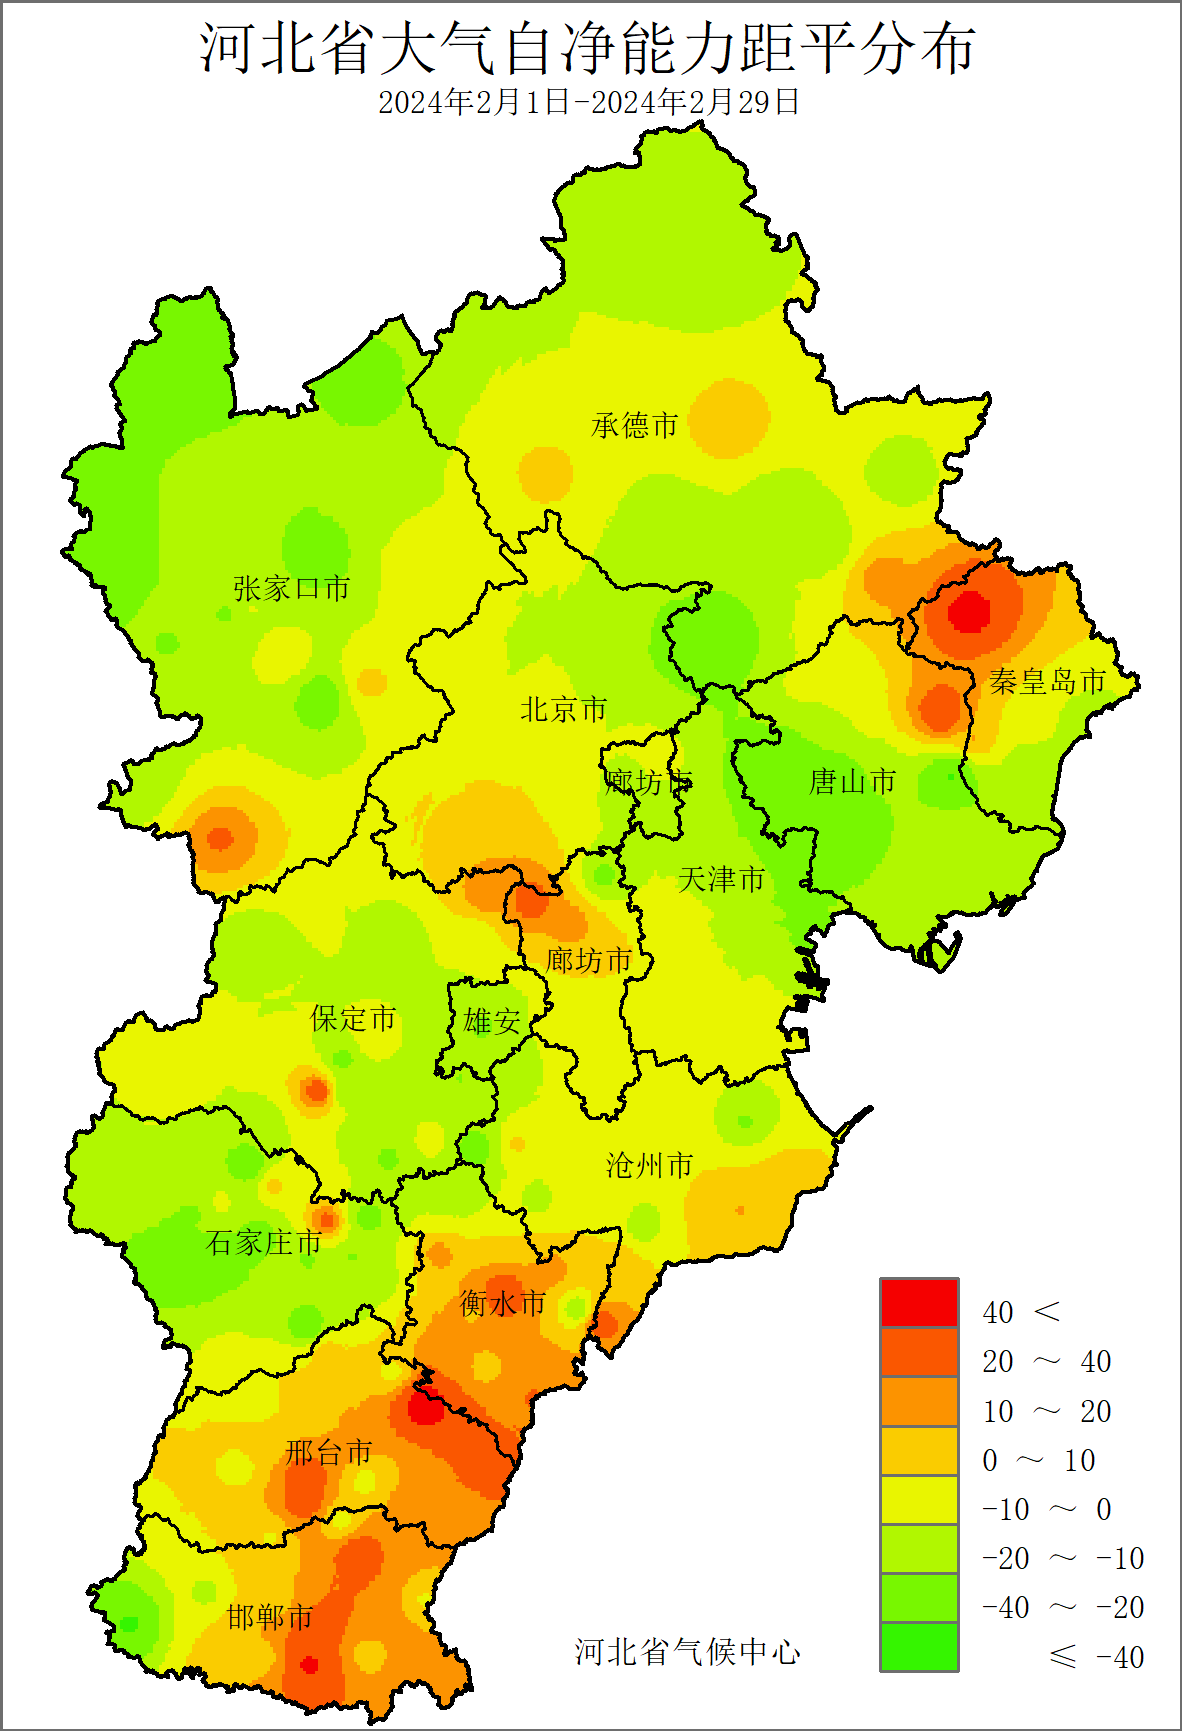 河北省大气自净能力距平分布
2024年2月1日-2024年2月29日
承德市
张家口市
秦皇岛市
北京市
廊坊市
唐山市
天津市
廊坊市
保定市
雄安
沧州市
石家庄市
衡水市
邢台市
邯郸市
40 <
20 ~ 40
10 ~ 20
0 ~ 10
-10 ~ 0
-20 ~ -10
-40 ~ -20
≤ -40
河北省气候中心